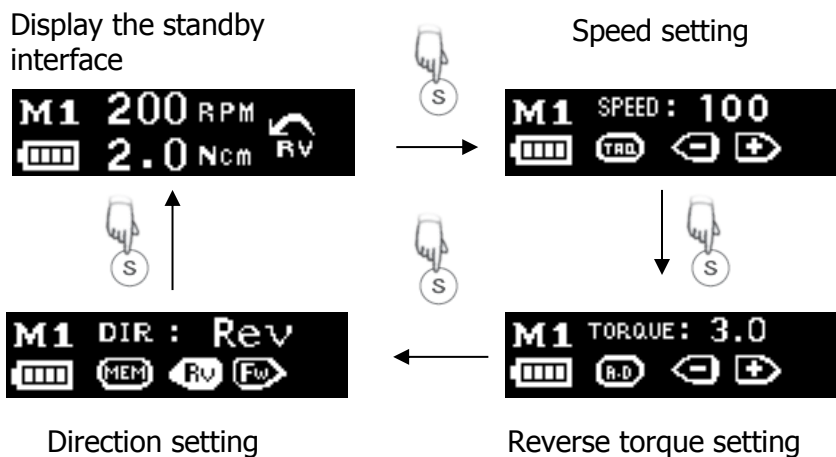 Display the standby
interface
S
Speed setting
M1 200 RPM
2.0 Ncm RV
M1 SPEED: 100
TRQ - +
S
S
S
M1 DIR : Rev
MEM Rv Fw
M1 TORQUE: 3.0
A.D - +
Direction setting
Reverse torque setting